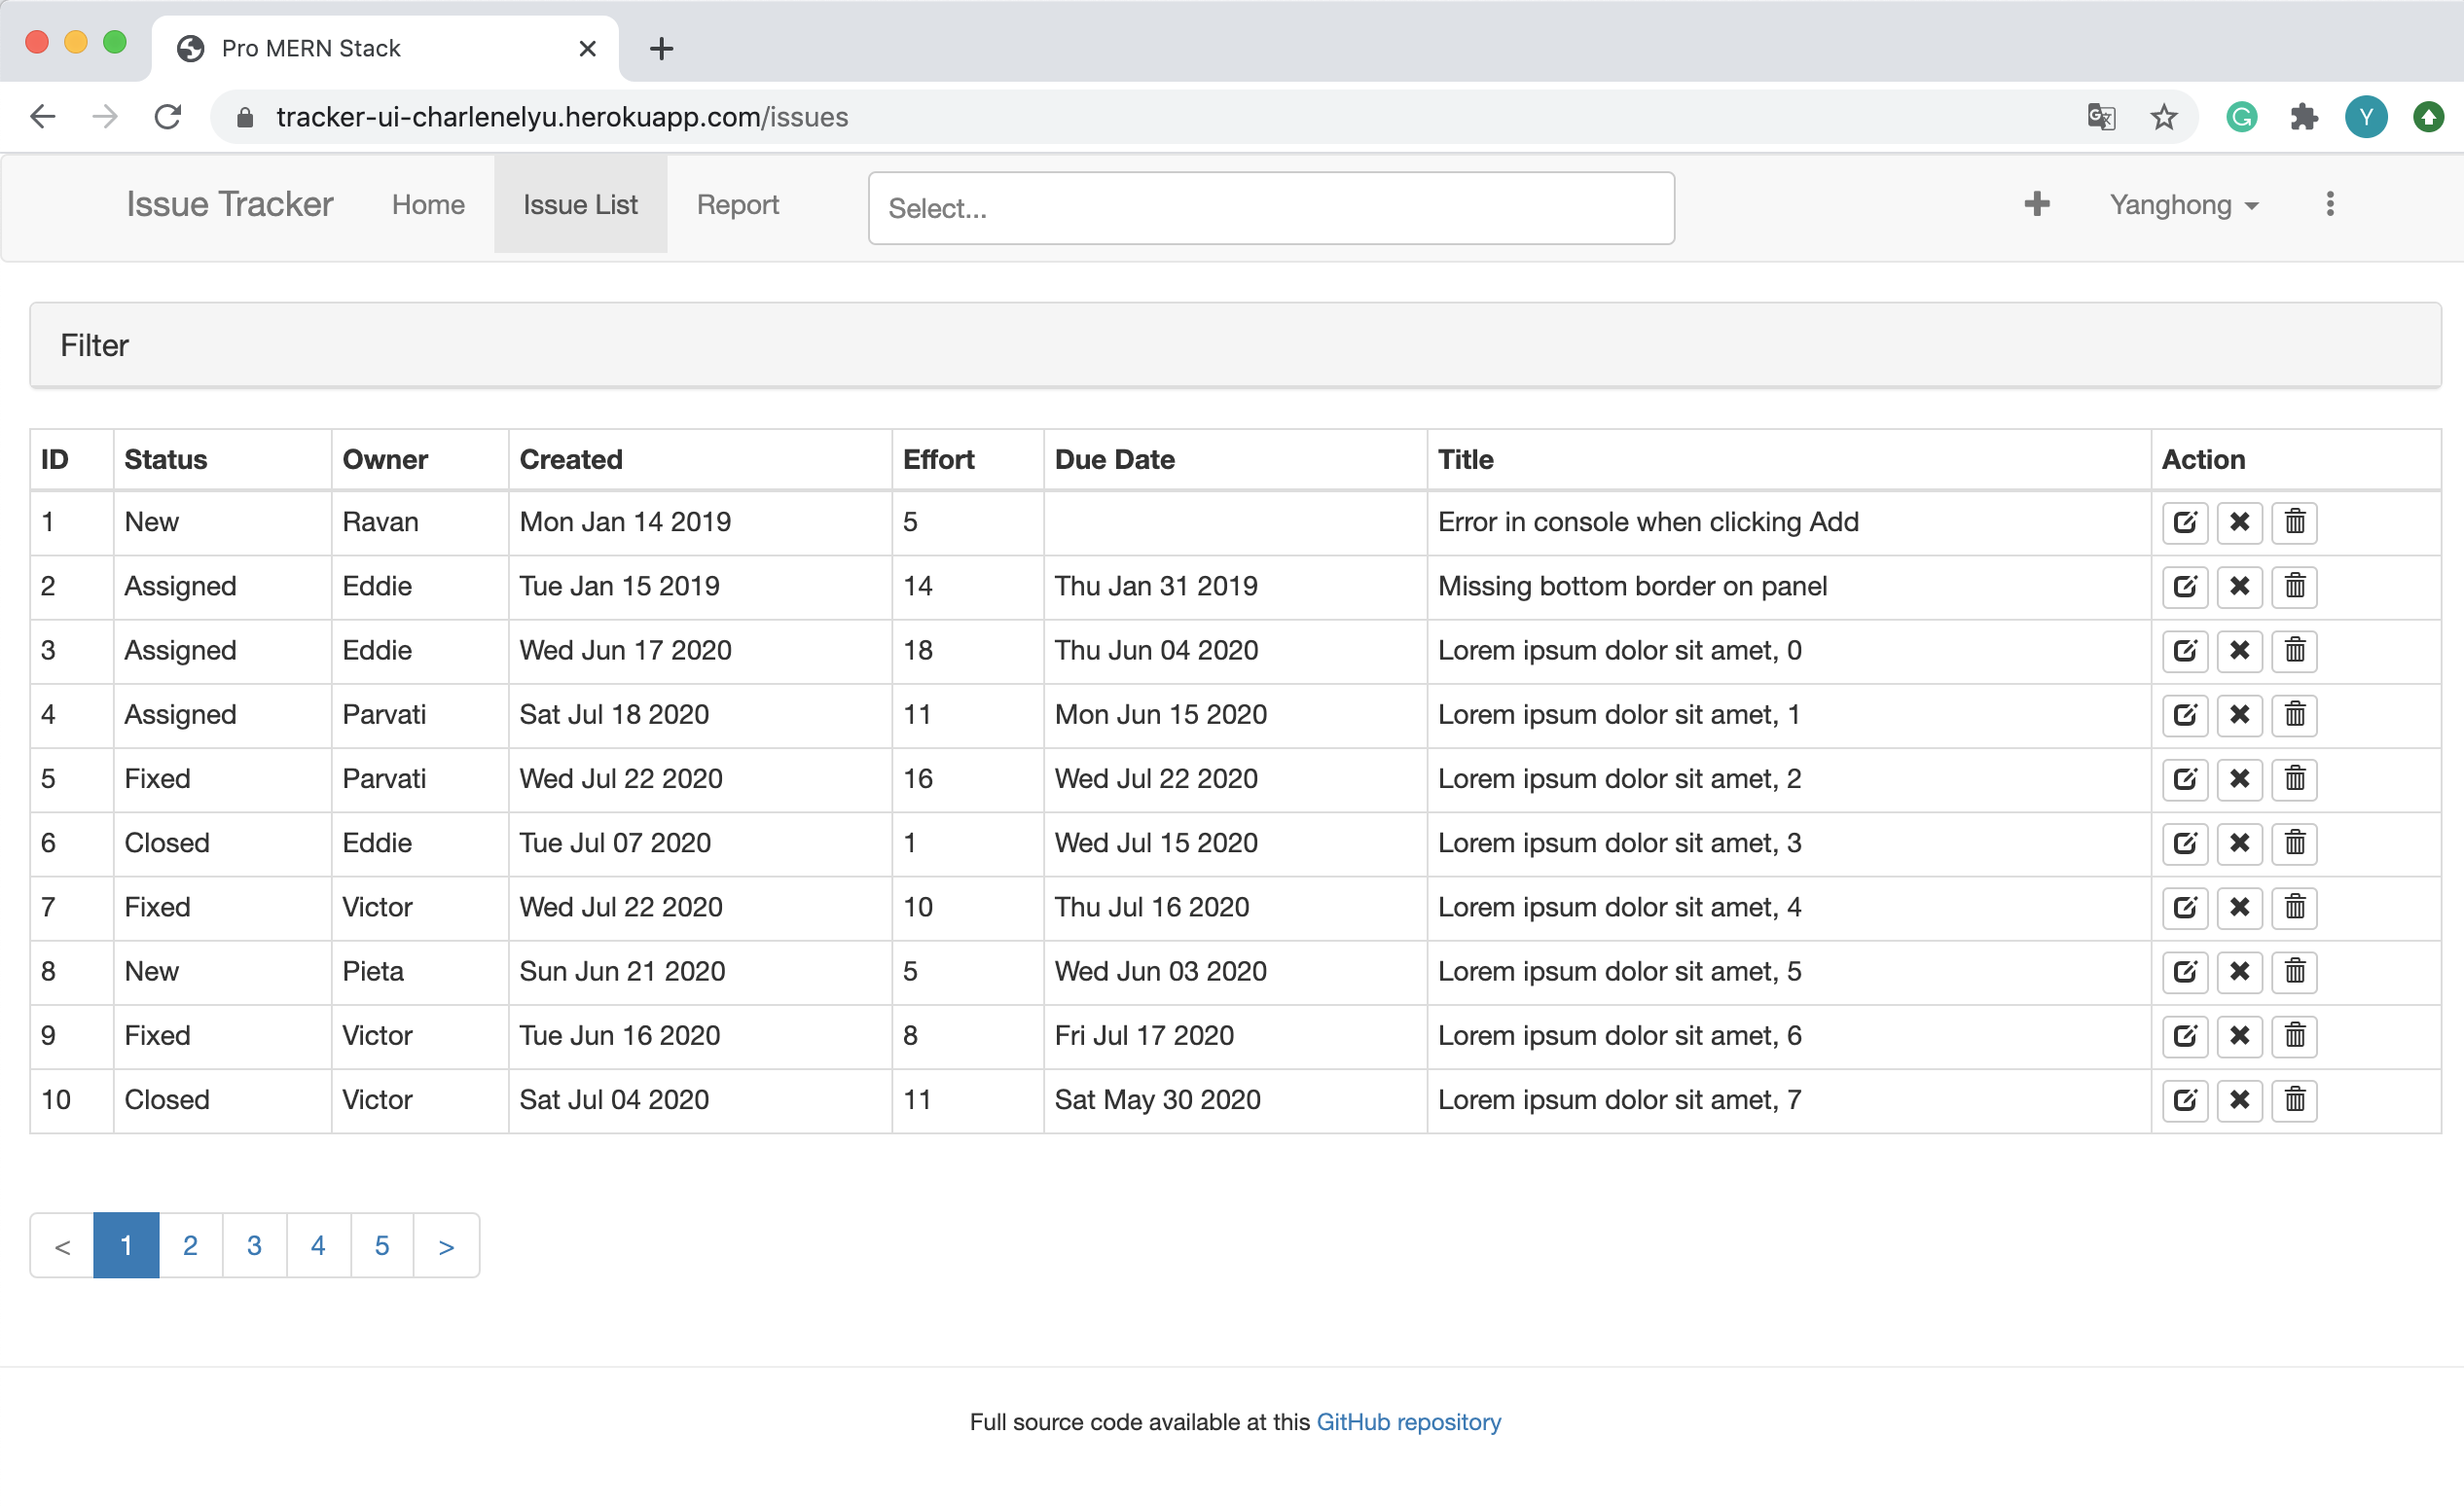 Pro MERN Stack
tracker-ui-charlenelyu.herokuapp.com/issues
Y
Issue Tracker Home Issue List Report Select... Yanghong
Filter
ID Status Owner Created Effort Due Date Title Action
1 New Ravan Mon Jan 14 2019 5 Error in console when clicking Add
2 Assigned Eddie Tue Jan 15 2019 14 Thu Jan 31 2019 Missing bottom border on panel
3 Assigned Eddie Wed Jun 17 2020 18 Thu Jun 04 2020 Lorem ipsum dolor sit amet, 0
4 Assigned Parvati Sat Jul 18 2020 11 Mon Jun 15 2020 Lorem ipsum dolor sit amet, 1
5 Fixed Parvati Wed Jul 22 2020 16 Wed Jul 22 2020 Lorem ipsum dolor sit amet, 2
6 Closed Eddie Tue Jul 07 2020 1 Wed Jul 15 2020 Lorem ipsum dolor sit amet, 3
7 Fixed Victor Wed Jul 22 2020 10 Thu Jul 16 2020 Lorem ipsum dolor sit amet, 4
8 New Pieta Sun Jun 21 2020 5 Wed Jun 03 2020 Lorem ipsum dolor sit amet, 5
9 Fixed Victor Tue Jun 16 2020 8 Fri Jul 17 2020 Lorem ipsum dolor sit amet, 6
10 Closed Victor Sat Jul 04 2020 11 Sat May 30 2020 Lorem ipsum dolor sit amet, 7
< 1 2 3 4 5 >
Full source code available at this GitHub repository